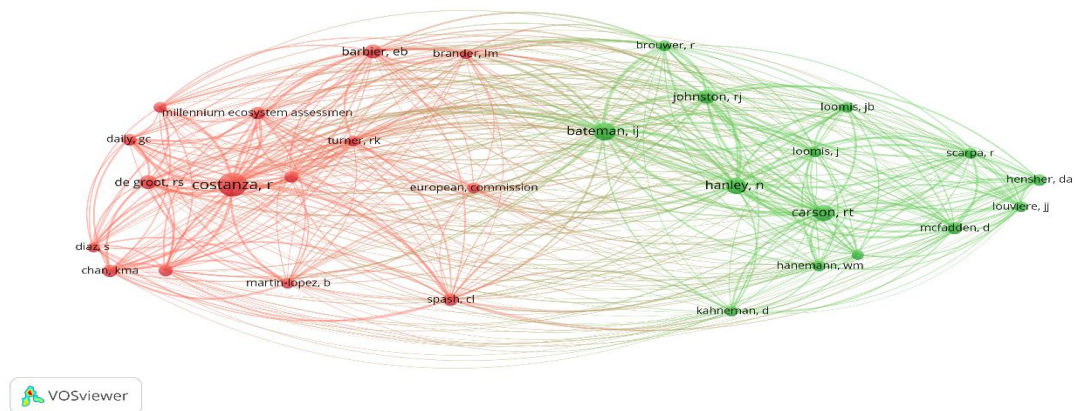 brouwer, r
barbier, eb
brander, lm
johnston, rj
loomis, jb
millennium ecosystem assessmen
bateman, ij
daily, gc
turner, rk
loomis, j
scarpa, r
de groot, rs
costanza, r
european, commission
hanley, n
hensher, da
louviere, jj
carson, rt
mcfadden, d
diaz, s
chan, kma
hanemann, wm
martin-lopez, b
spash, cl
kahneman, d
VOSviewer